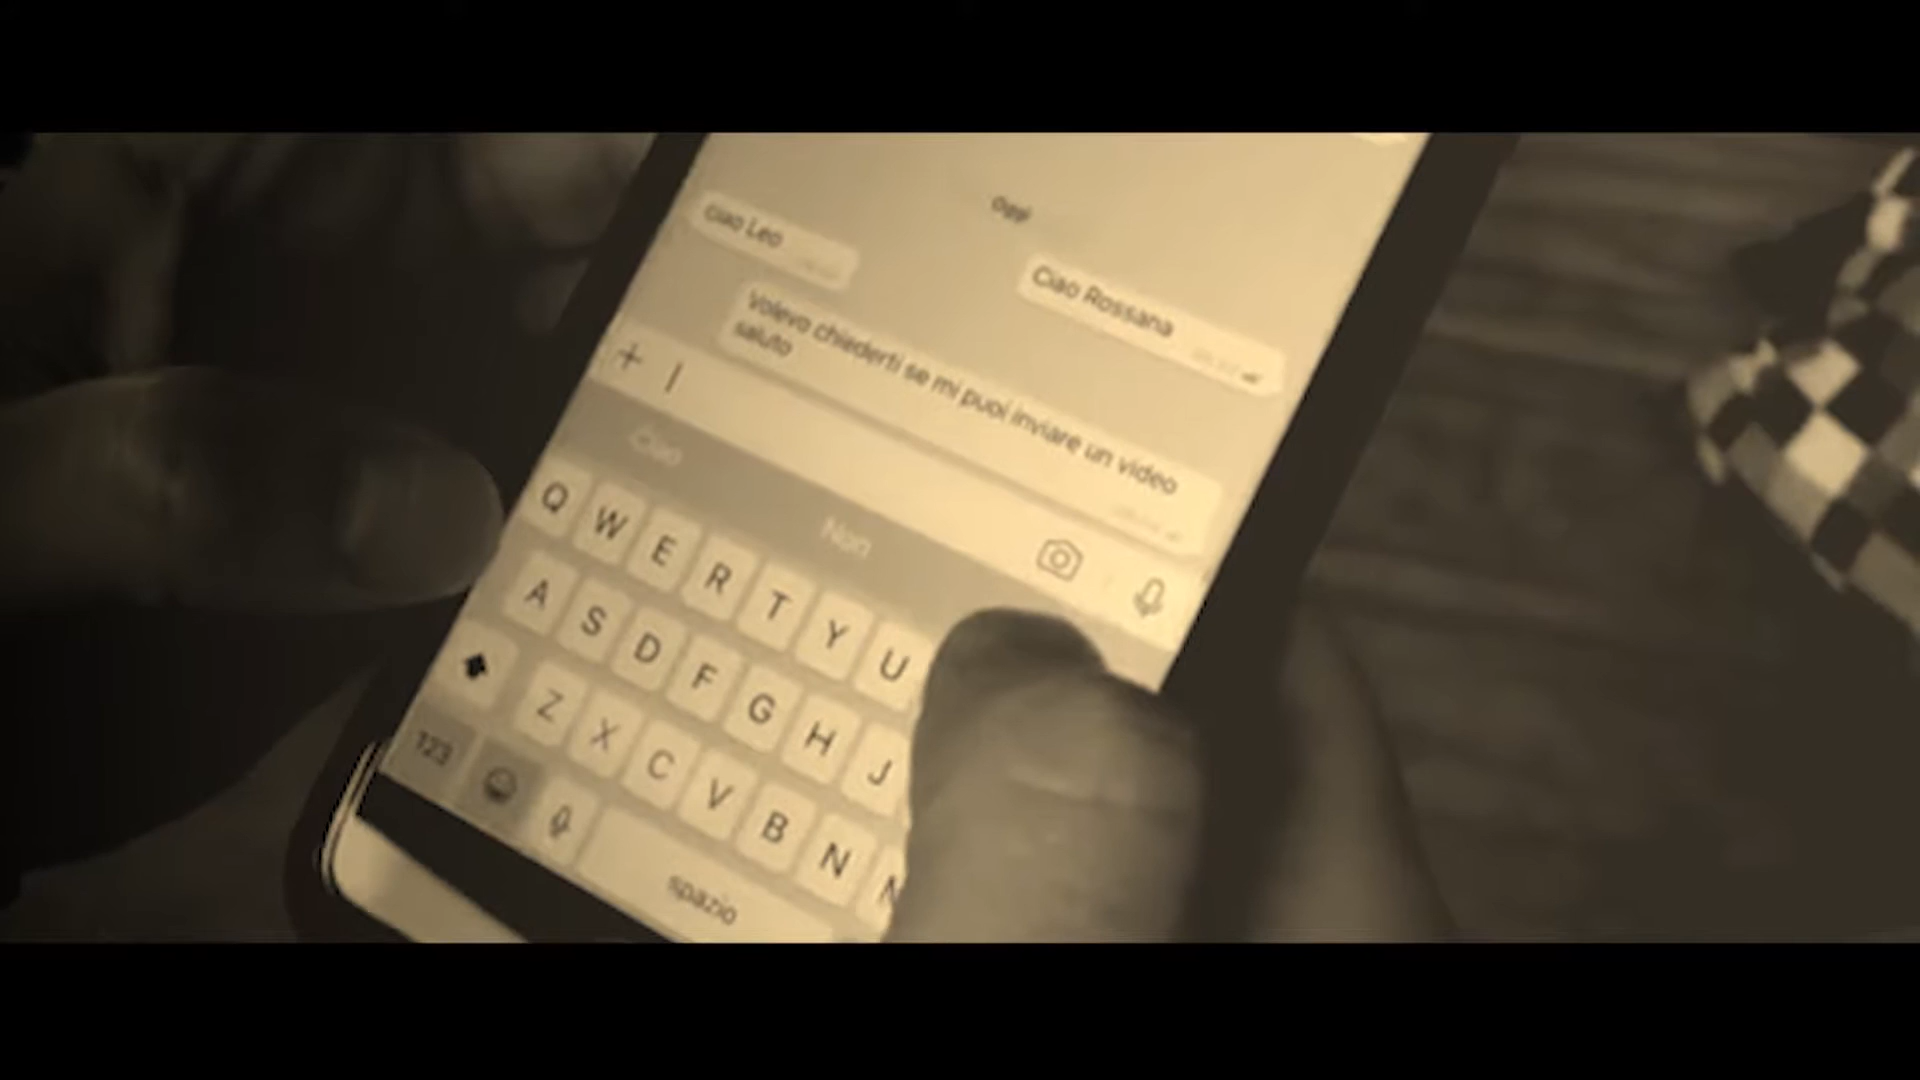 Oggi
Ciao Leo
Ciao Rossana
Volevo chiederti se mi puoi inviare un video
saluto
Ciao
Non
Q W E R T Y U
A S D F G H J
Z X C V B N
123
spazio